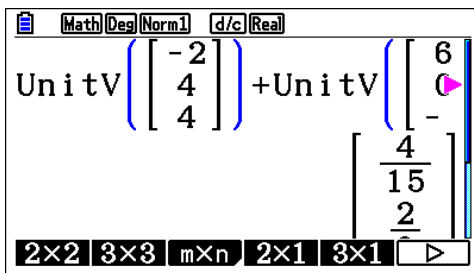 Math Deg Norm1 d/c Real
UnitV([-2 4 4])+UnitV([6
4/15
2
2×2 3×3 m×n 2×1 3×1